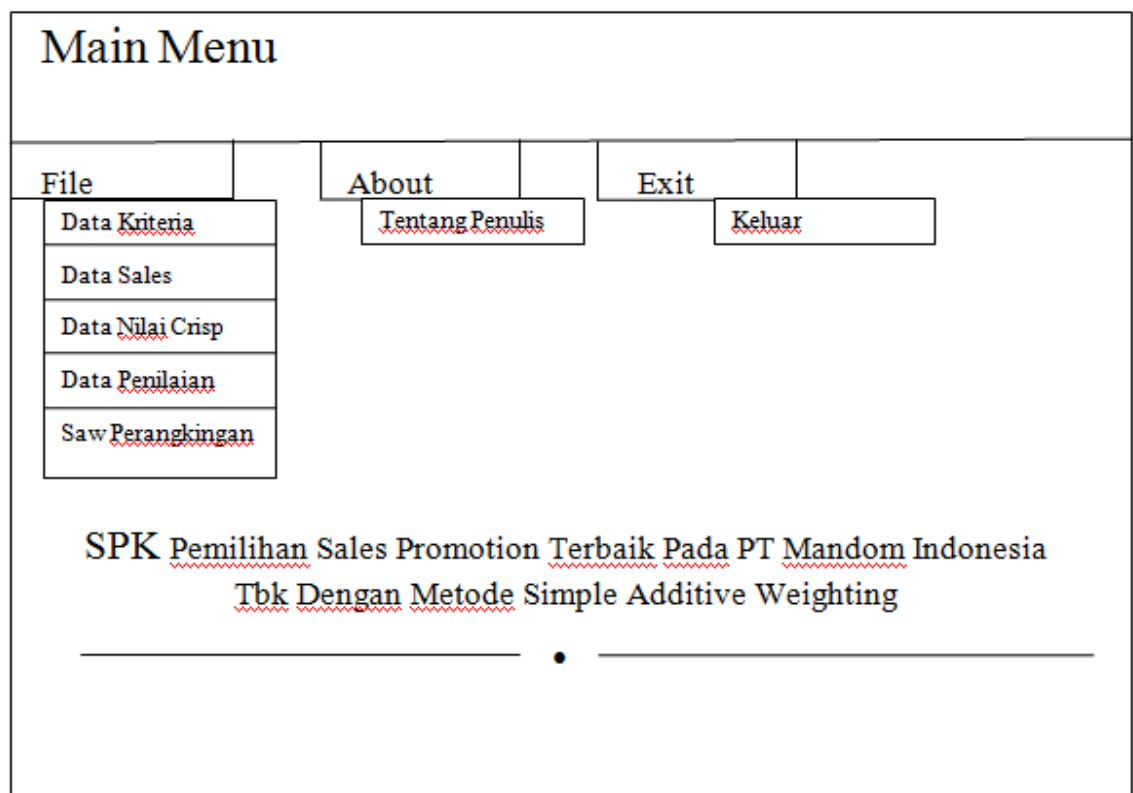 Main Menu
File
About
Exit
Data Kriteria
Tentang Penulis
Keluar
Data Sales
Data Nilai Crisp
Data Penilaian
Saw Perangkingan
SPK Pemilihan Sales Promotion Terbaik Pada PT Mandom Indonesia
Tbk Dengan Metode Simple Additive Weighting